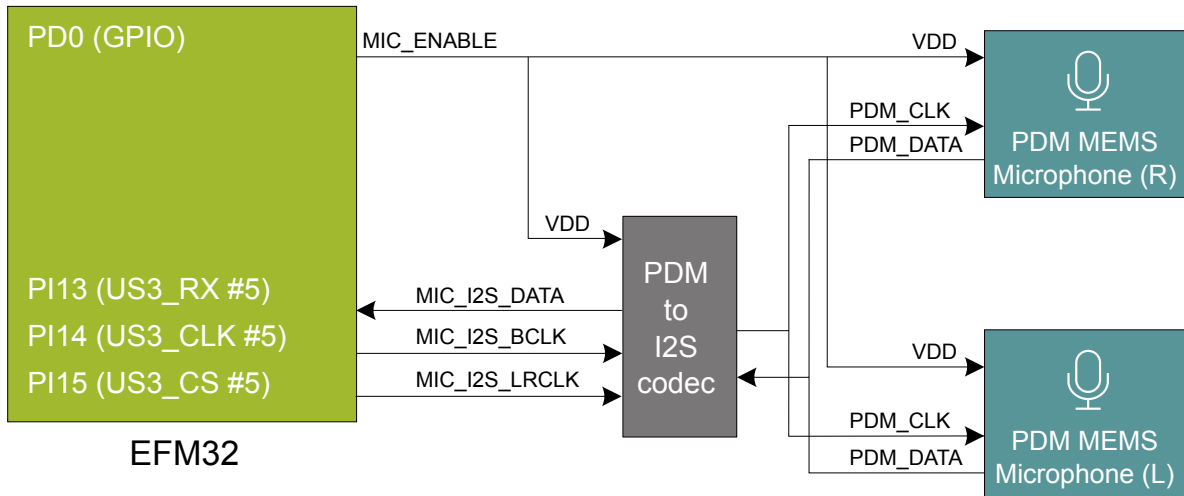 PD0 (GPIO)
MIC_ENABLE
VDD
PDM_CLK
PDM_DATA
PDM MEMS
Microphone (R)
VDD
PDM
to
I2S
codec
PI13 (US3_RX #5)
PI14 (US3_CLK #5)
PI15 (US3_CS #5)
MIC_I2S_DATA
MIC_I2S_BCLK
MIC_I2S_LRCLK
VDD
PDM_CLK
PDM_DATA
PDM MEMS
Microphone (L)
EFM32